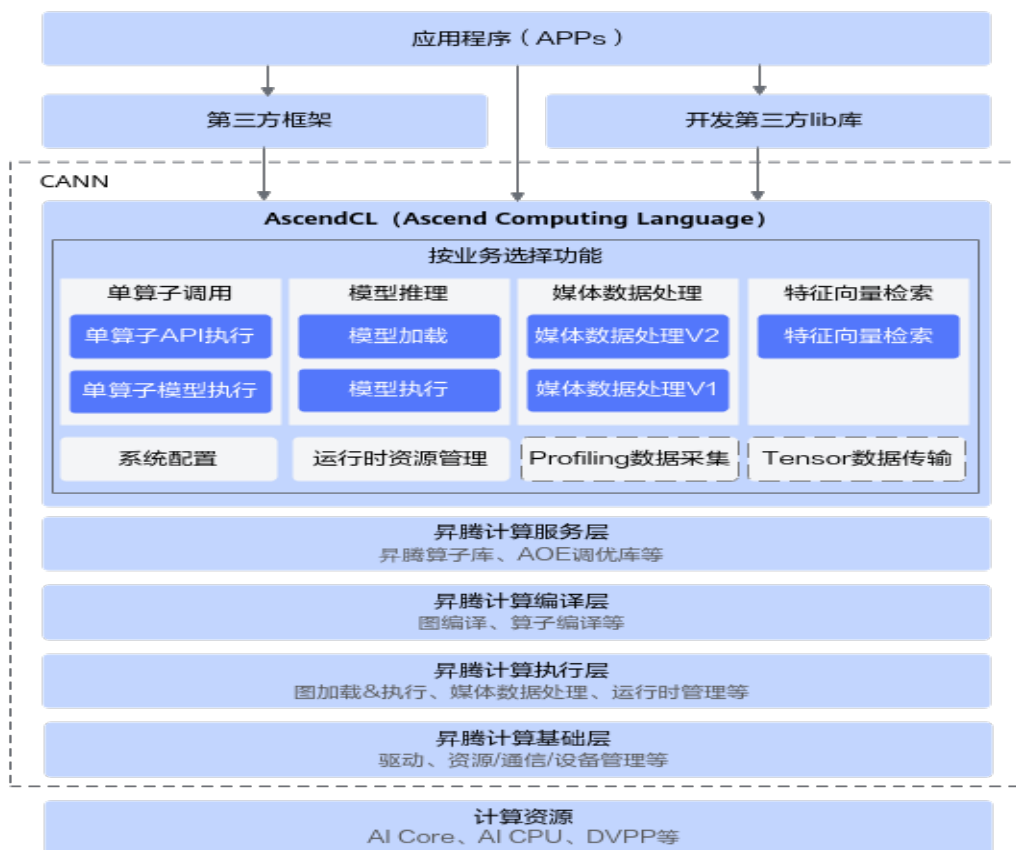 应用程序（APPs）
第三方框架
开发第三方lib库
CANN
AscendCL（Ascend Computing Language）
按业务选择功能
单算子调用
模型推理
媒体数据处理
特征向量检索
单算子API执行
模型加载
媒体数据处理V2
特征向量检索
单算子模型执行
模型执行
媒体数据处理V1
系统配置
运行时资源管理
Profiling数据采集
Tensor数据传输
昇腾计算服务层
昇腾算子库、AOE调优库等
昇腾计算编译层
图编译、算子编译等
昇腾计算执行层
图加载&执行、媒体数据处理、运行时管理等
昇腾计算基础层
驱动、资源/通信/设备管理等
计算资源
AI Core、AI CPU、DVPP等